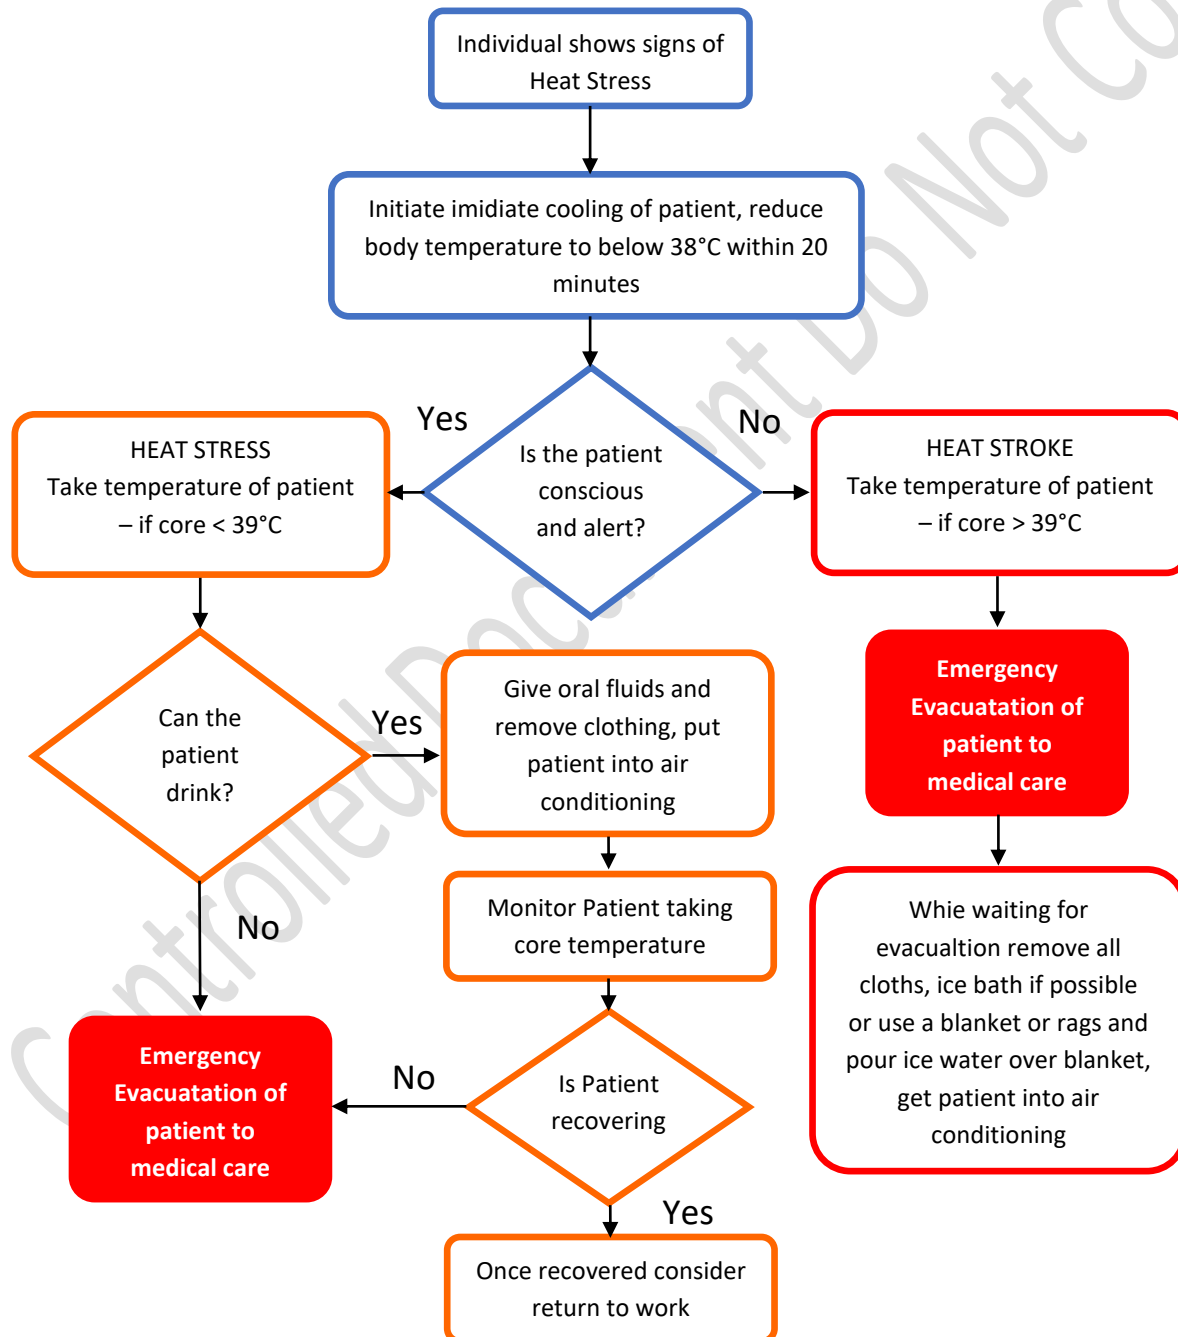 Individual shows signs of
Heat Stress
Initiate imidiate cooling of patient, reduce
body temperature to below 38°C within 20
minutes
Yes
No
Is the patient
conscious
and alert?
HEAT STRESS
Take temperature of patient
– if core < 39°C
HEAT STROKE
Take temperature of patient
– if core > 39°C
Can the
patient
drink?
Yes
Give oral fluids and
remove clothing, put
patient into air
conditioning
Emergency
Evacuatation of
patient to
medical care
No
Monitor Patient taking
core temperature
Whie waiting for
evacualtion remove all
cloths, ice bath if possible
or use a blanket or rags and
pour ice water over blanket,
get patient into air
conditioning
Emergency
Evacuatation of
patient to
medical care
No
Is Patient
recovering
Yes
Once recovered consider
return to work
Controlled Document Do Not